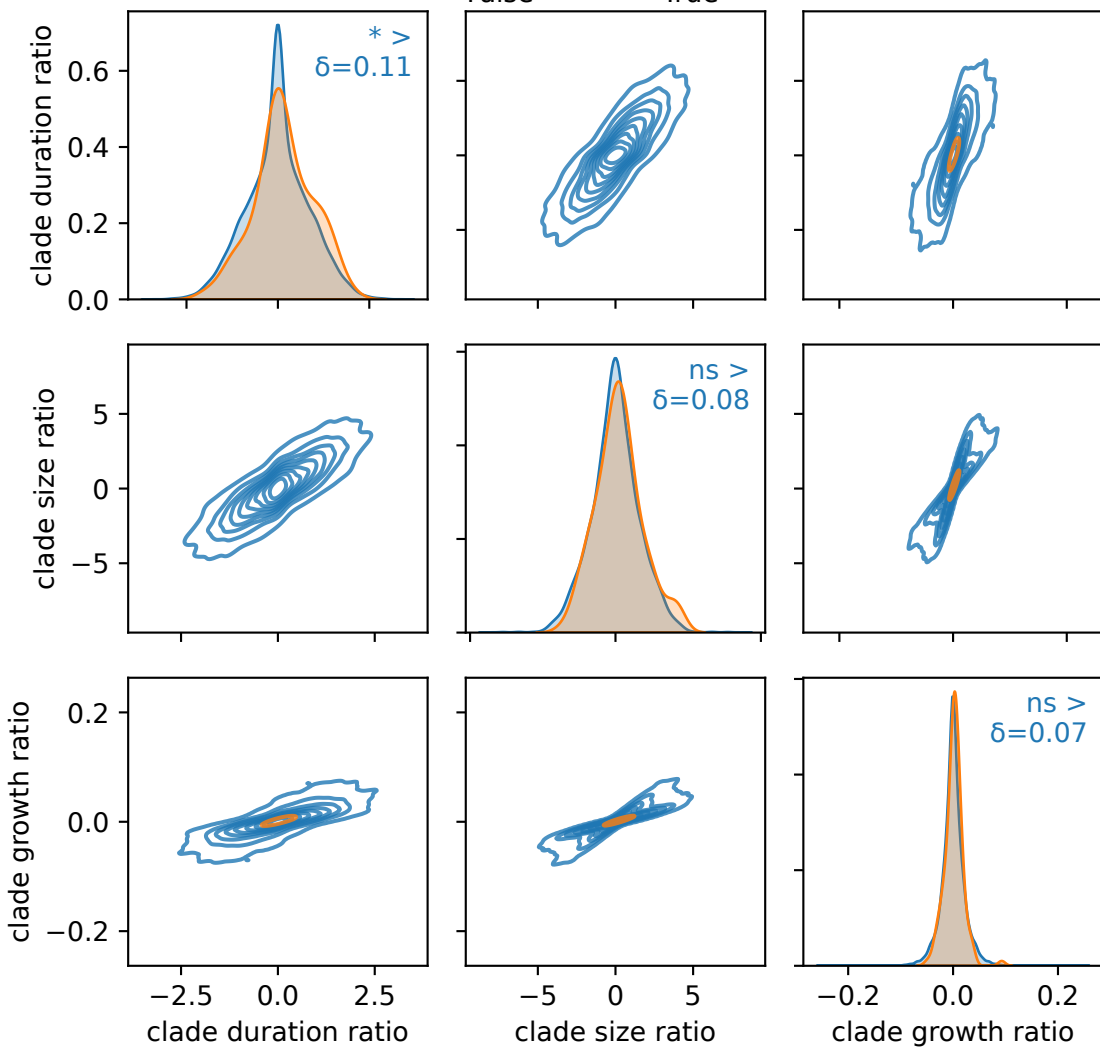 clade duration ratio
0.6
0.4
0.2
0.0
* >
δ=0.11
clade size ratio
5
0
−5
ns >
δ=0.08
clade growth ratio
0.2
0.0
−0.2
ns >
δ=0.07
−2.5 0.0 2.5
−5 0 5
−0.2 0.0 0.2
clade duration ratio
clade size ratio
clade growth ratio